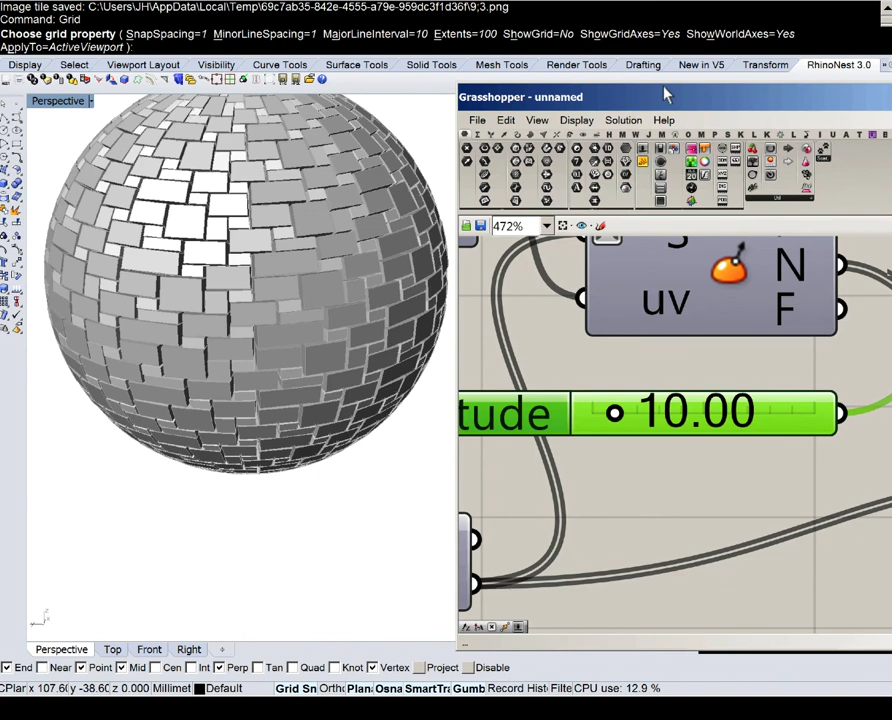 Image tile saved: C:\Users\JH\AppData\Local\Temp\69c7ab35-842e-4555-a79e-959dc3f1d36f\9;3.png
Command: Grid
Choose grid property ( SnapSpacing=1 MinorLineSpacing=1 MajorLineInterval=10 Extents=100 ShowGrid=No ShowGridAxes=Yes ShowWorldAxes=Yes
ApplyTo=ActiveViewport ):
Display Select Viewport Layout Visibility Curve Tools Surface Tools Solid Tools Mesh Tools Render Tools Drafting New in V5 Transform RhinoNest 3.0
Perspective
Grasshopper - unnamed
File Edit View Display Solution Help
472%
S
N
uv
F
tude 10.00
Perspective Top Front Right
End Near Point Mid Cen Int Perp Tan Quad Knot Vertex Project Disable
CPlan x 107.60 y -38.60 z 0.000 Millimet Default Grid Sn Ortho Plana Osna SmartTra Gumb Record Hist Filte CPU use: 12.9 %